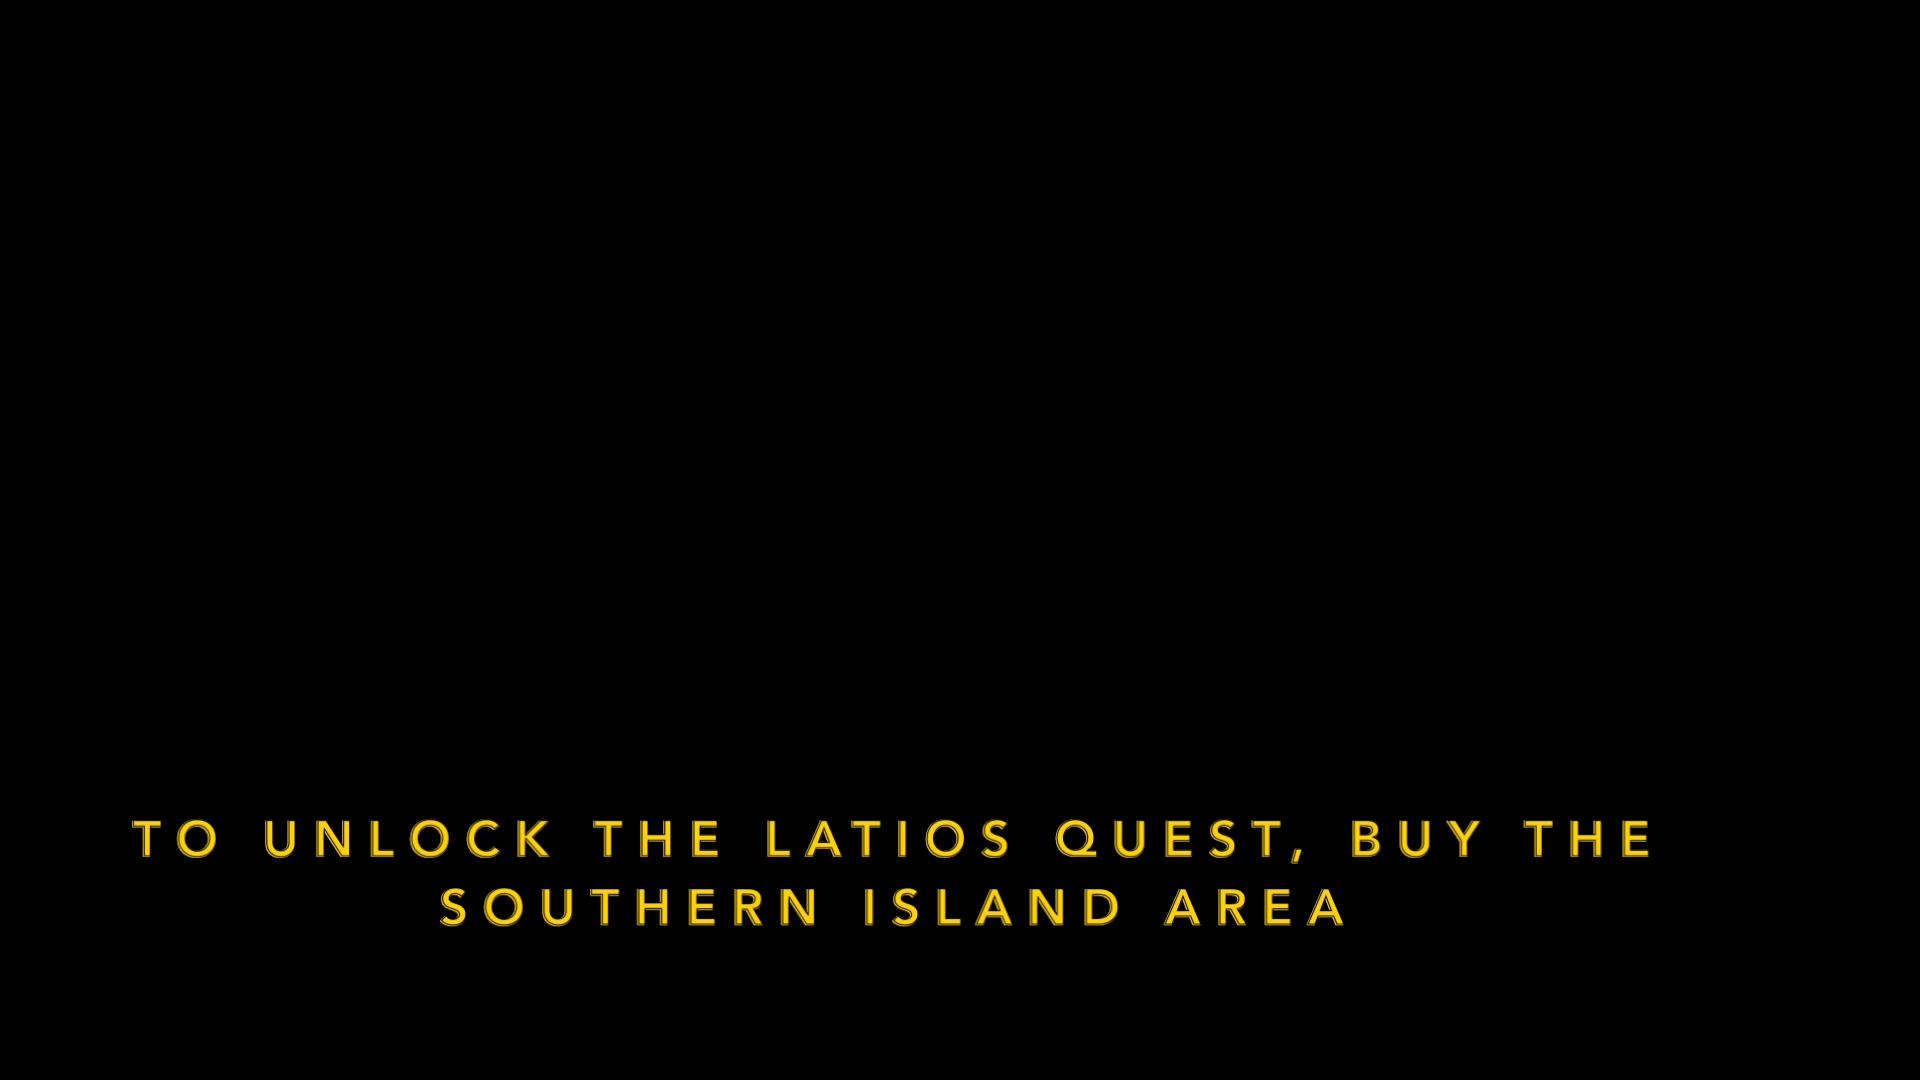 TO UNLOCK THE LATIOS QUEST, BUY THE
SOUTHERN ISLAND AREA